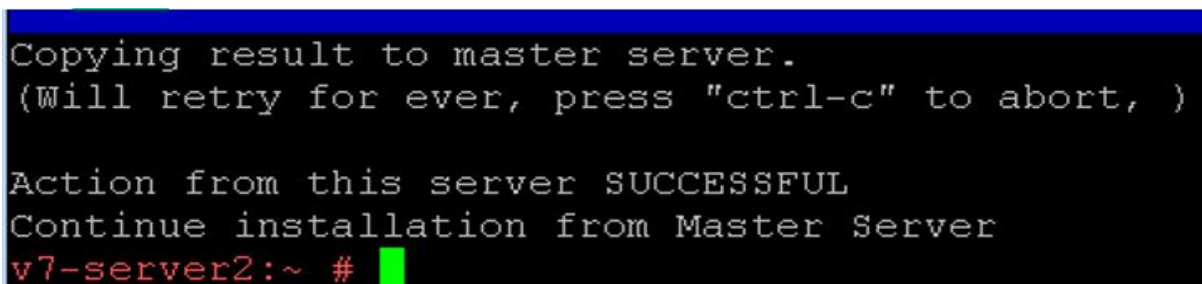 Copying result to master server.
(Will retry for ever, press "ctrl-c" to abort, )
Action from this server SUCCESSFUL
Continue installation from Master Server
v7-server2:~ #